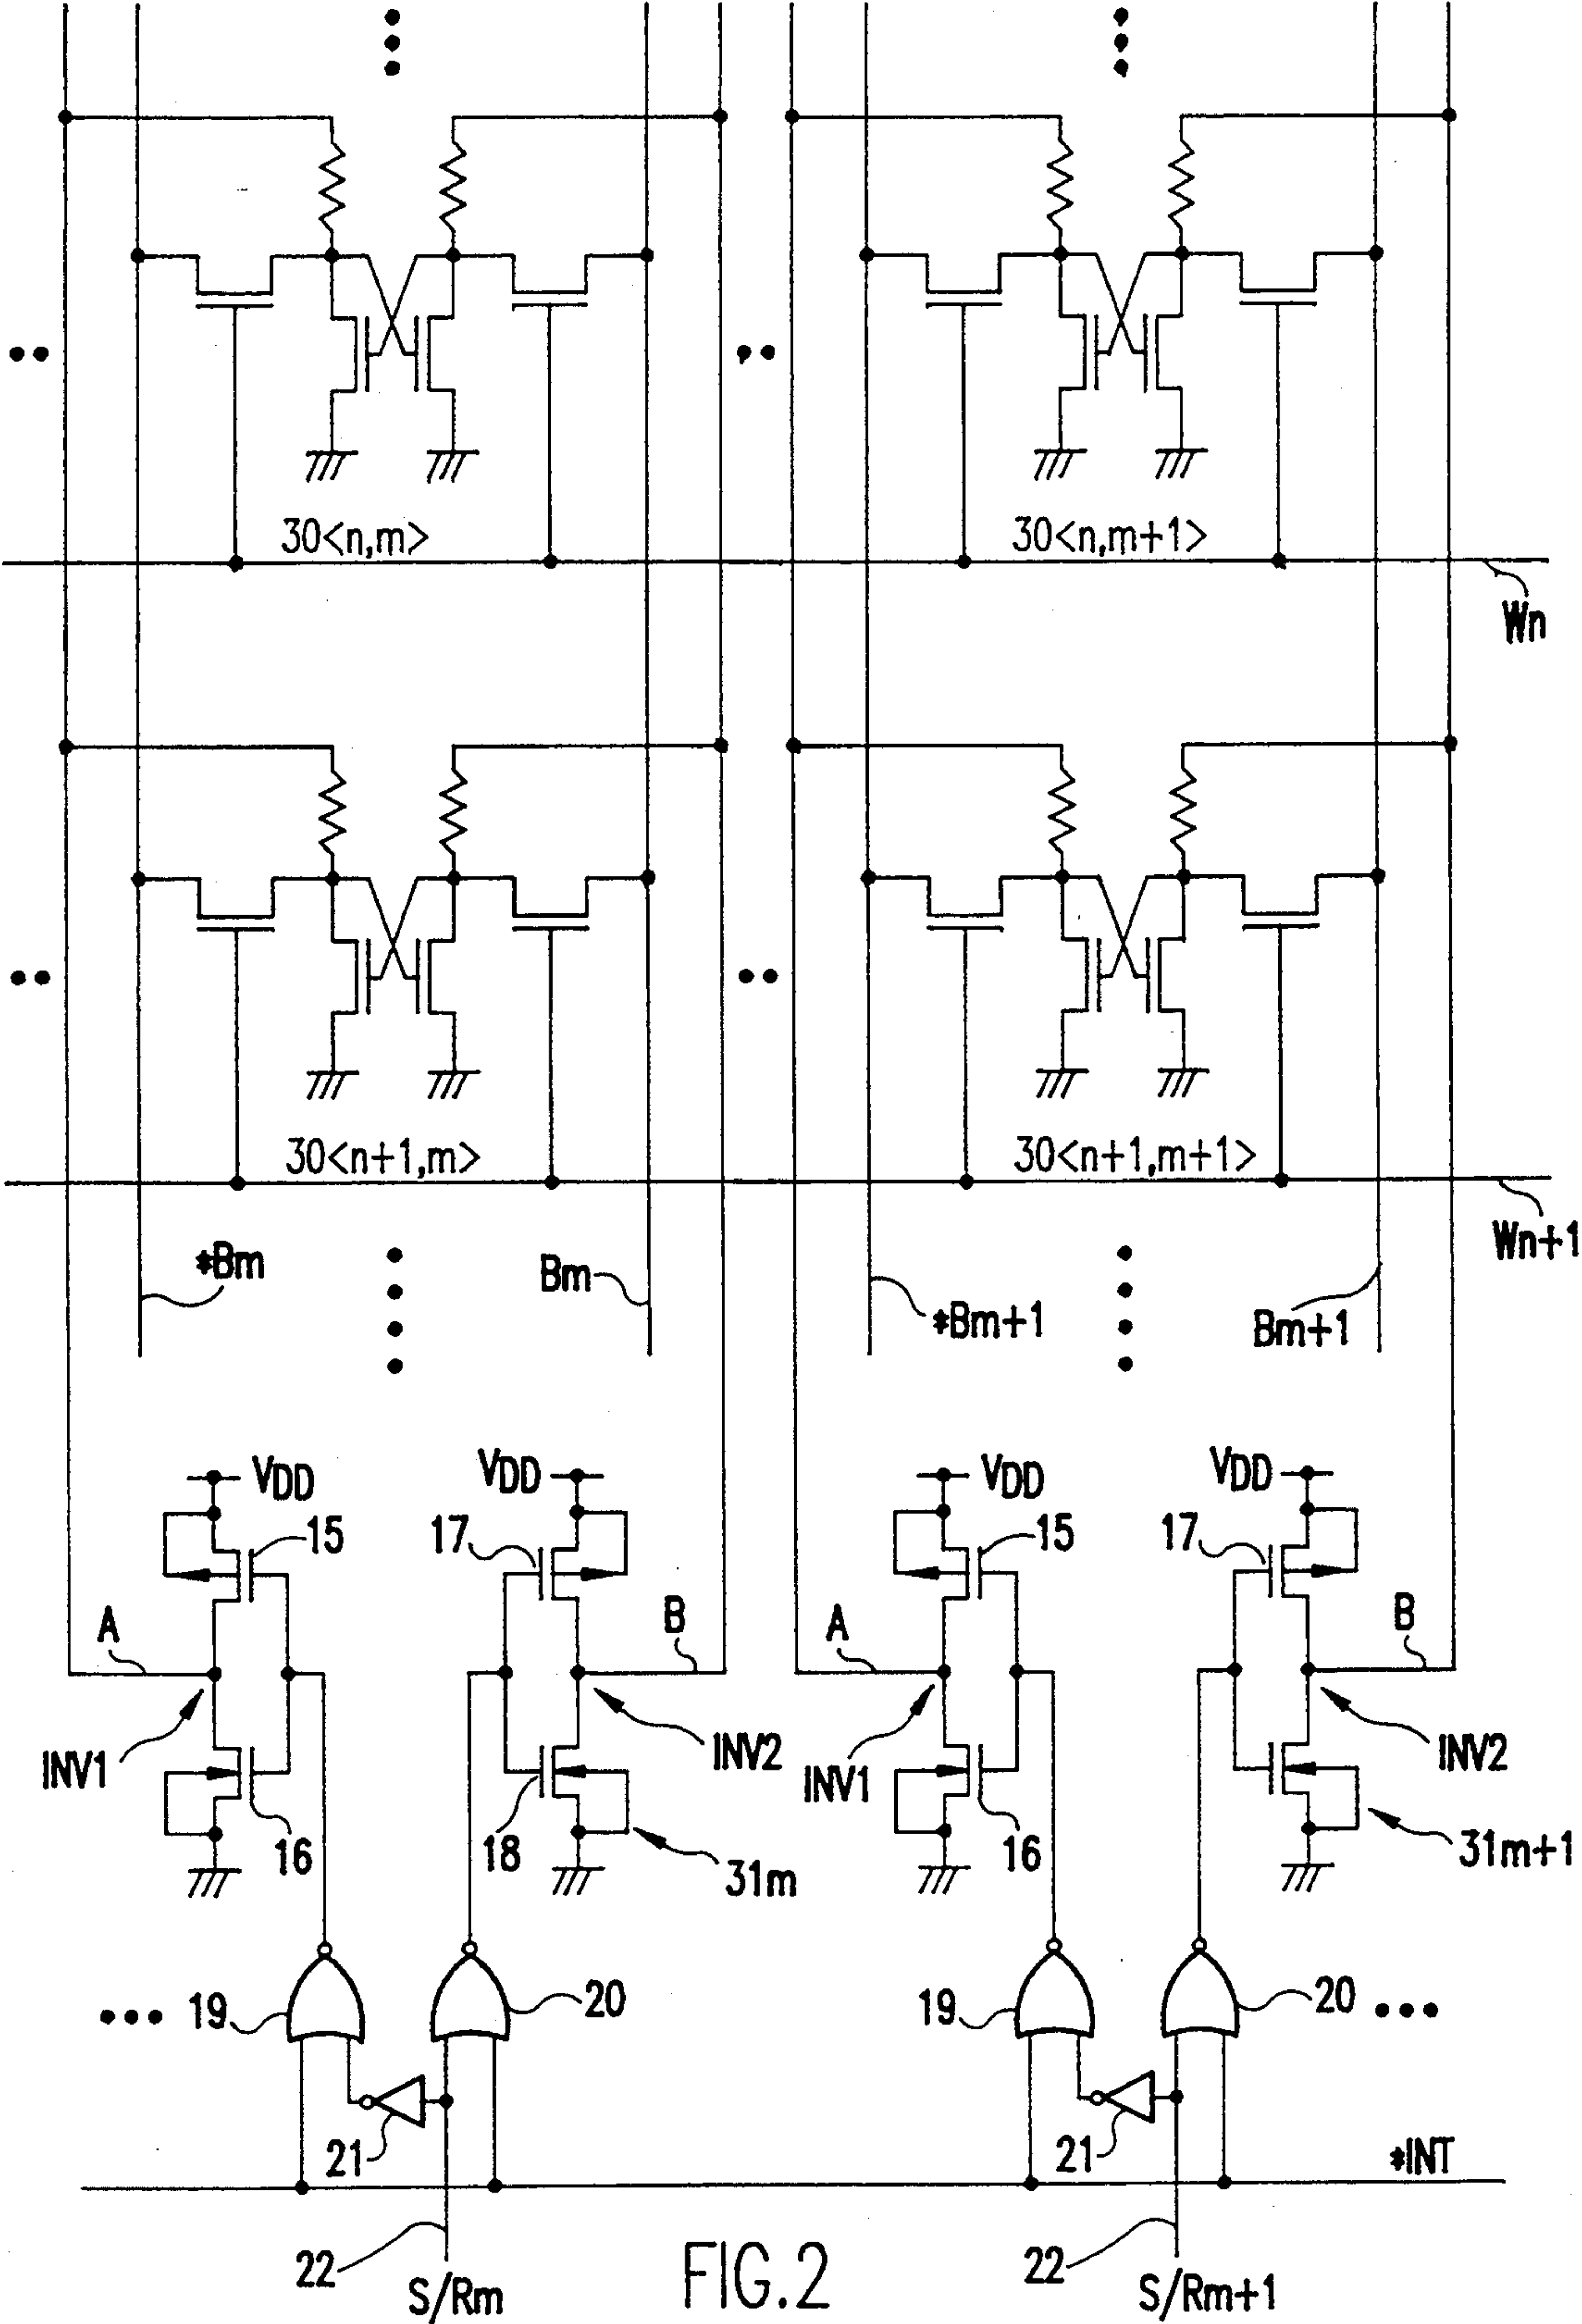 30<n,m>
30<n,m+1>
Wn
30<n+1,m>
30<n+1,m+1>
Wn+1
*Bm
Bm
*Bm+1
Bm+1
VDD
VDD
VDD
VDD
15
17
15
17
A
B
A
B
INV1
INV2
INV1
INV2
16
18
31m
16
31m+1
19
20
19
20
21
21
*INT
22
S/Rm
FIG.2
22
S/Rm+1